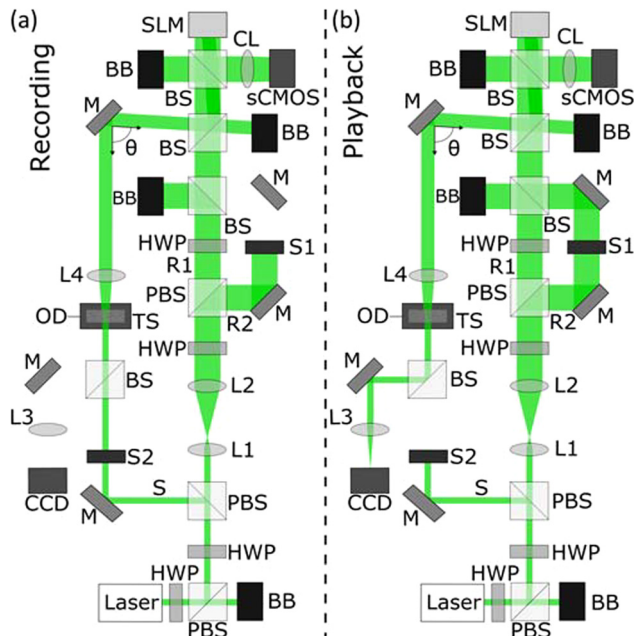 (a)
Recording
SLM
CL
BB
BS
sCMOS
M
BS
BB
θ
M
BB
BS
HWP
S1
R1
L4
PBS
M
OD
TS
R2
HWP
M
BS
L2
L3
L1
S2
CCD
M
S
PBS
HWP
HWP
Laser
BB
PBS
(b)
Playback
SLM
CL
BB
BS
sCMOS
M
BS
BB
θ
M
BB
BS
HWP
S1
R1
L4
PBS
M
OD
TS
R2
HWP
M
BS
L2
L3
L1
S2
CCD
M
S
PBS
HWP
HWP
Laser
BB
PBS